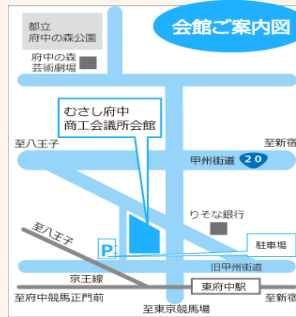 都立
府中の森公園
会館ご案内図
府中の森
芸術劇場
むさし府中
商工会議所会館
至八王子
至新宿
甲州街道 20
至八王子
りそな銀行
P
駐車場
京王線
旧甲州街道
東府中駅
至府中競馬正門前
至新宿
至東京競馬場